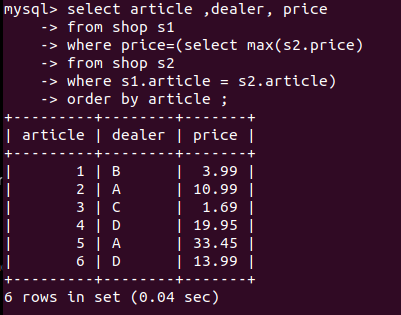 mysql> select article ,dealer, price
    -> from shop s1
    -> where price=(select max(s2.price)
    -> from shop s2
    -> where s1.article = s2.article)
    -> order by article ;
+---------+--------+-------+
| article | dealer | price |
+---------+--------+-------+
|       1 | B      |  3.99 |
|       2 | A      | 10.99 |
|       3 | C      |  1.69 |
|       4 | D      | 19.95 |
|       5 | A      | 33.45 |
|       6 | D      | 13.99 |
+---------+--------+-------+
6 rows in set (0.04 sec)